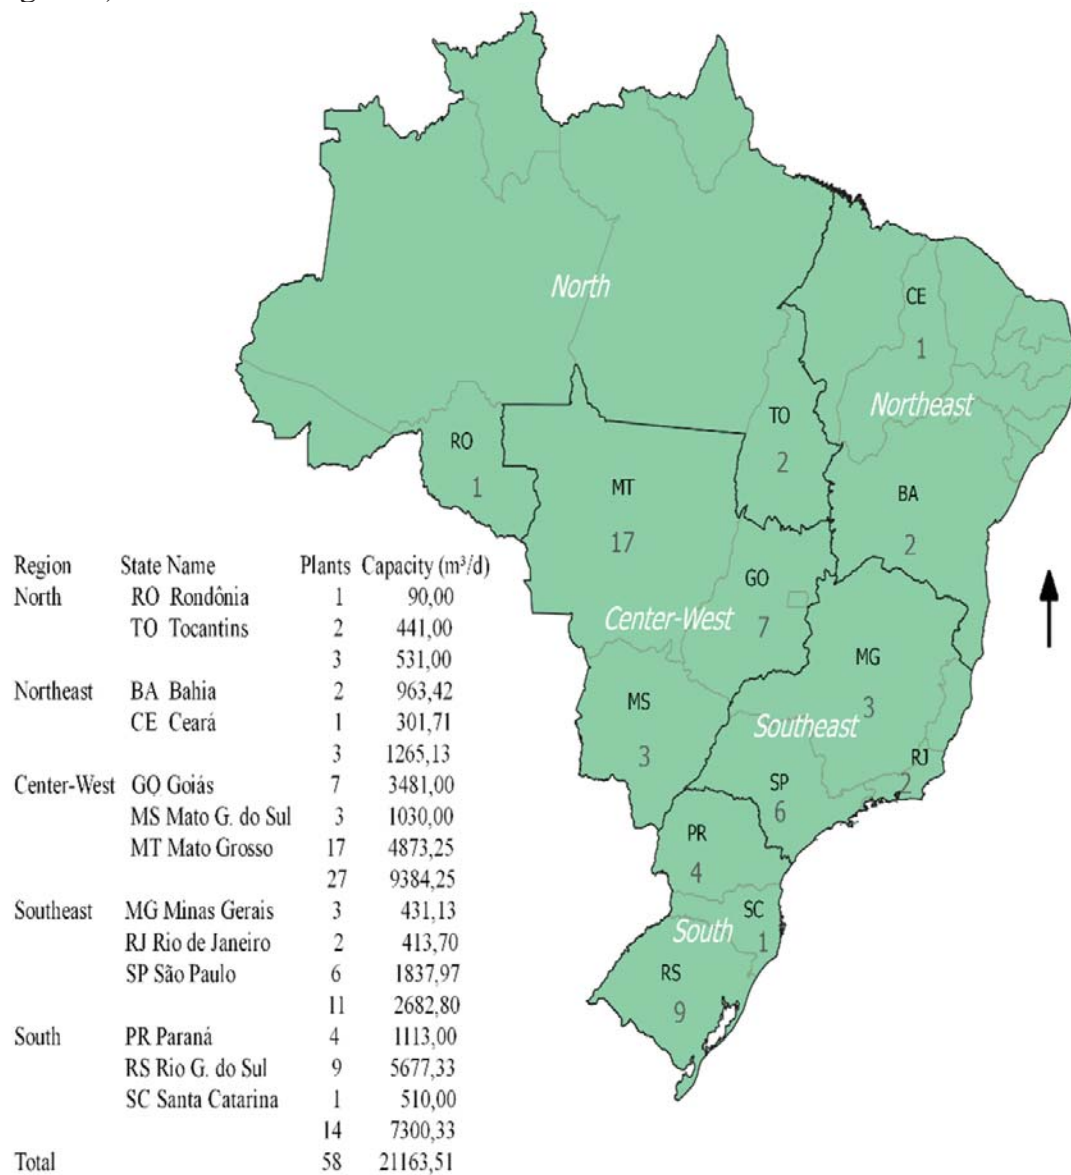 North
CE
1
Northeast
TO
2
RO
1
MT
17
BA
2
GO
7
Center-West
MG
3
MS
3
Southeast
RJ
2
SP
6
PR
4
SC
1
South
RS
9
Region State Name Plants Capacity (m³/d)
North RO Rondônia 1 90,00
TO Tocantins 2 441,00
3 531,00
Northeast BA Bahia 2 963,42
CE Ceará 1 301,71
3 1265,13
Center-West GO Goiás 7 3481,00
MS Mato G. do Sul 3 1030,00
MT Mato Grosso 17 4873,25
27 9384,25
Southeast MG Minas Gerais 3 431,13
RJ Rio de Janeiro 2 413,70
SP São Paulo 6 1837,97
11 2682,80
South PR Paraná 4 1113,00
RS Rio G. do Sul 9 5677,33
SC Santa Catarina 1 510,00
14 7300,33
Total 58 21163,51